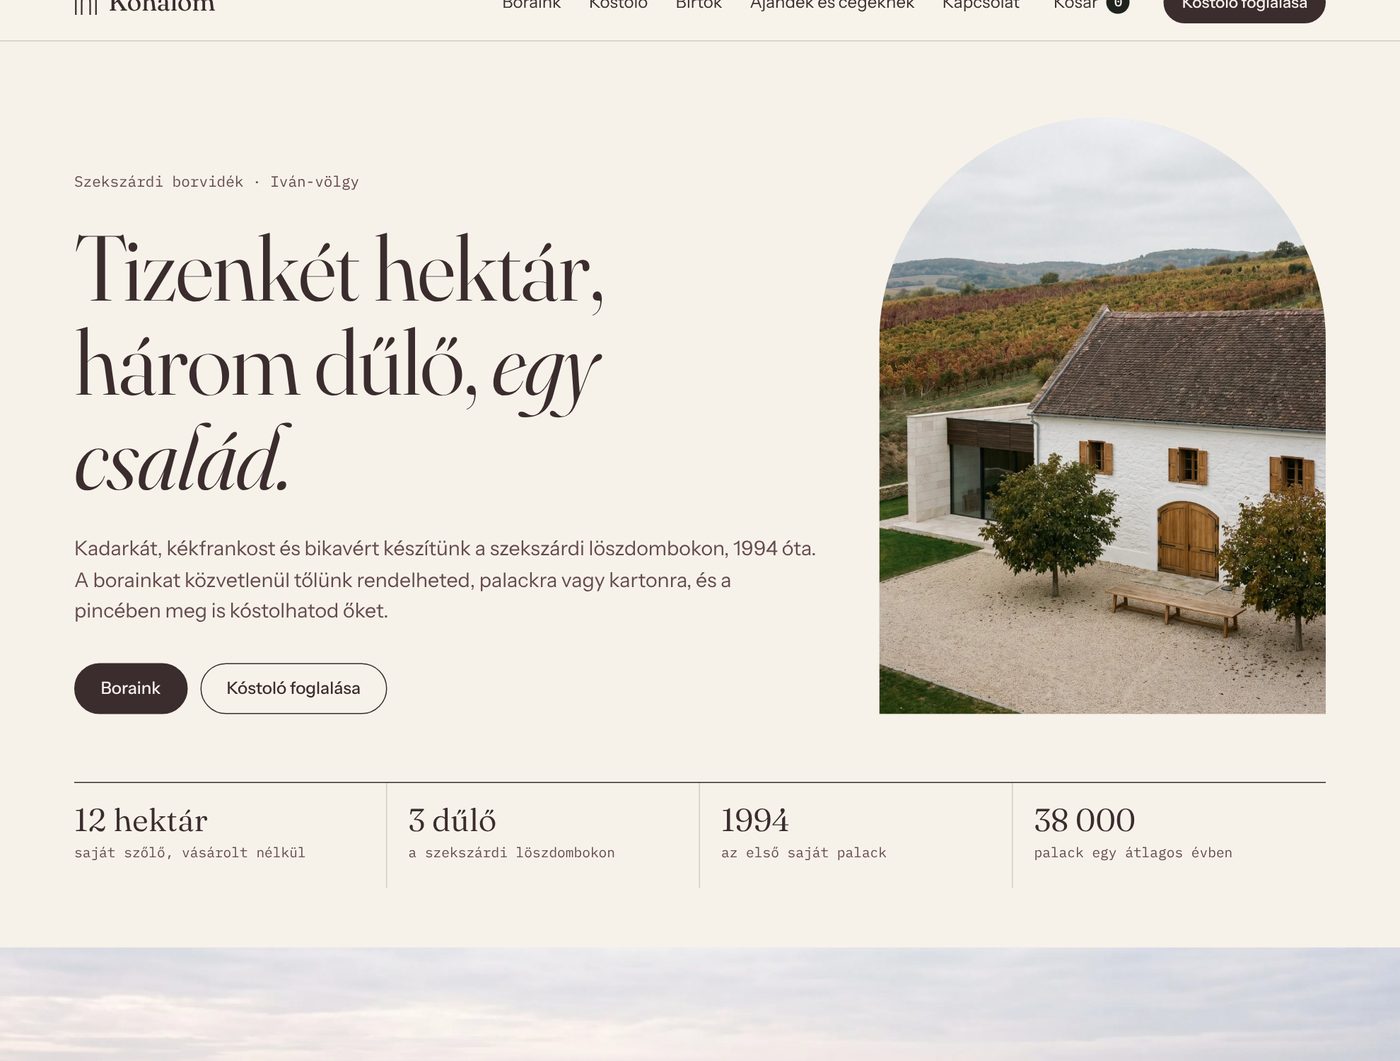 Kőhalom
Boraink Kóstoló Birtok Ajándék és cégeknek Kapcsolat Kosár 0 Kóstoló foglalása
Szekszárdi borvidék · Iván-völgy
Tizenkét hektár,
három dűlő, egy
család.
Kadarkát, kékfrankost és bikavért készítünk a szekszárdi löszdombokon, 1994 óta.
A borainkat közvetlenül tőlünk rendelheted, palackra vagy kartonra, és a
pincében meg is kóstolhatod őket.
Boraink Kóstoló foglalása
12 hektár
saját szőlő, vásárolt nélkül
3 dűlő
a szekszárdi löszdombokon
1994
az első saját palack
38 000
palack egy átlagos évben